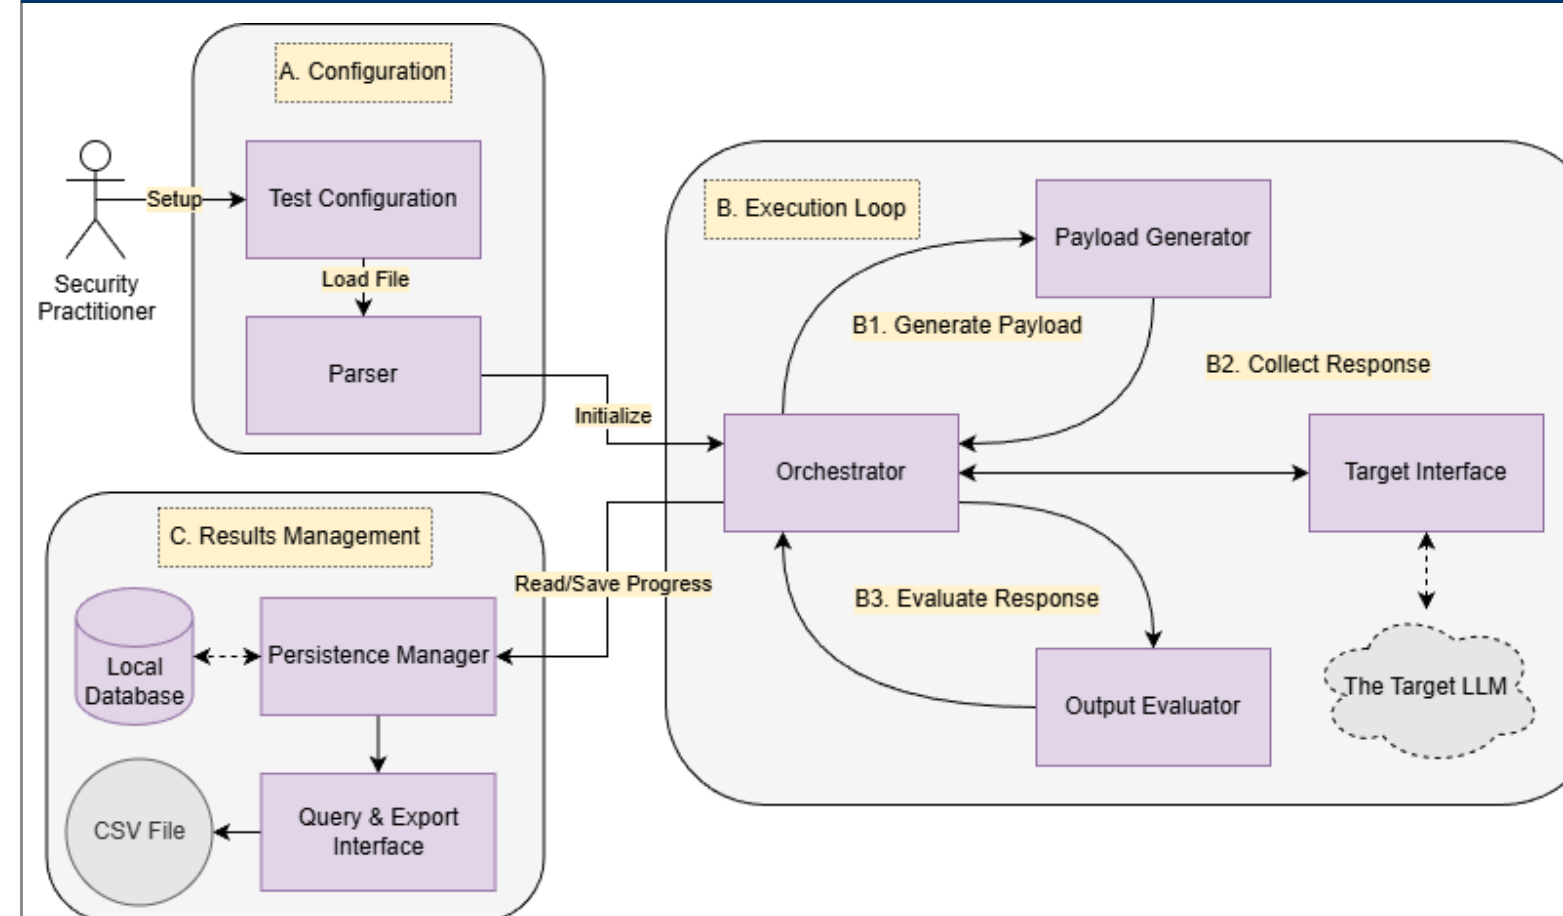 A. Configuration
Setup
Test Configuration
Security
Practitioner
Load File
Parser
Initialize
B. Execution Loop
Payload Generator
B1. Generate Payload
B2. Collect Response
Orchestrator
Target Interface
B3. Evaluate Response
Output Evaluator
The Target LLM
C. Results Management
Read/Save Progress
Local
Database
Persistence Manager
CSV File
Query & Export
Interface